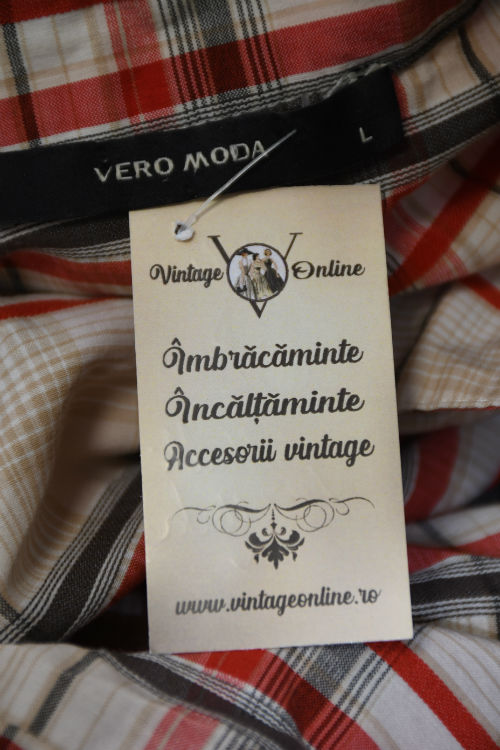 VERO MODA L
V
Vintage Online
Îmbrăcăminte
Încălțăminte
Accesorii vintage
www.vintageonline.ro